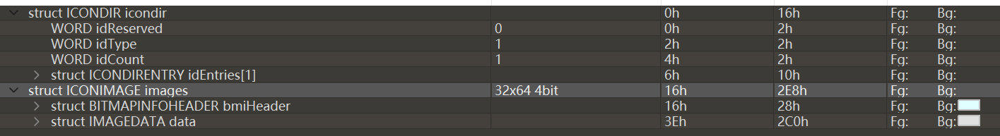 struct ICONDIR icondir 0h 16h Fg: Bg:
WORD idReserved 0 0h 2h Fg: Bg:
WORD idType 1 2h 2h Fg: Bg:
WORD idCount 1 4h 2h Fg: Bg:
struct ICONDIRENTRY idEntries[1] 6h 10h Fg: Bg:
struct ICONIMAGE images 32x64 4bit 16h 2E8h Fg: Bg:
struct BITMAPINFOHEADER bmiHeader 16h 28h Fg: Bg:
struct IMAGEDATA data 3Eh 2C0h Fg: Bg: